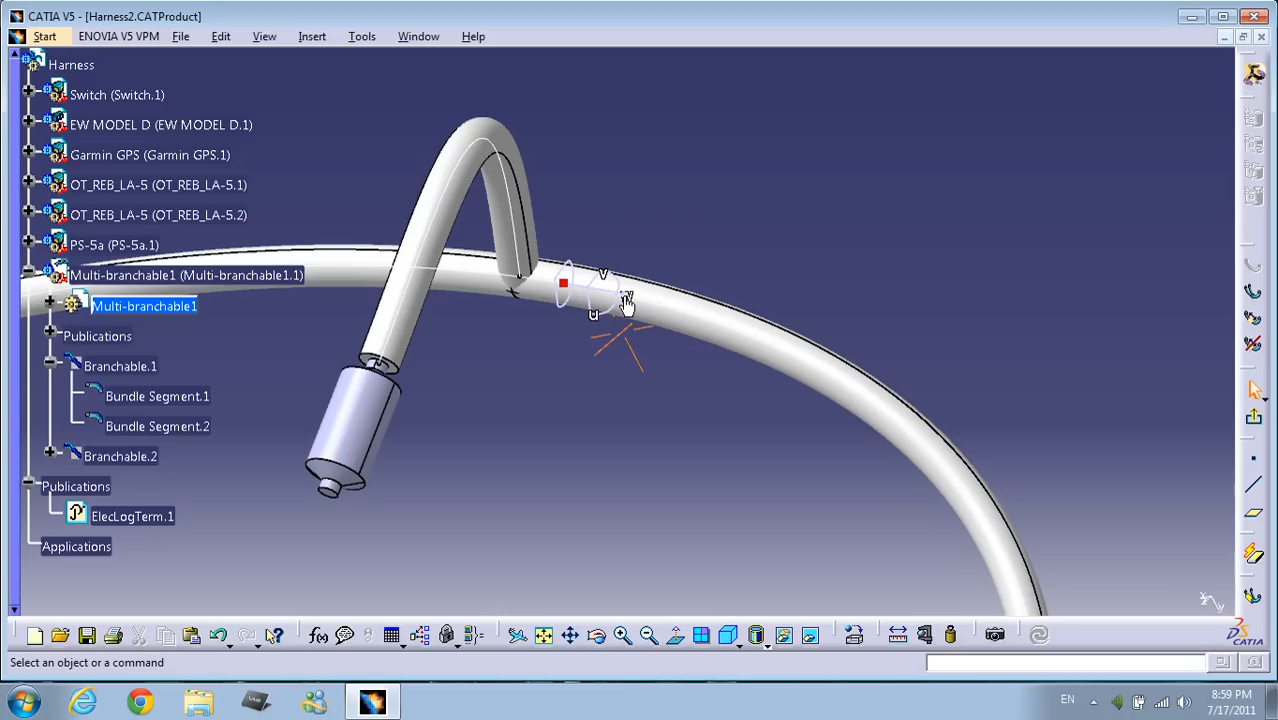 CATIA V5 - [Harness2.CATProduct]
Start ENOVIA V5 VPM File Edit View Insert Tools Window Help
Harness
Switch (Switch.1)
EW MODEL D (EW MODEL D.1)
Garmin GPS (Garmin GPS.1)
OT_REB_LA-5 (OT_REB_LA-5.1)
OT_REB_LA-5 (OT_REB_LA-5.2)
PS-5a (PS-5a.1)
Multi-branchable1 (Multi-branchable1.1)
Multi-branchable1
Publications
Branchable.1
Bundle Segment.1
Bundle Segment.2
Branchable.2
Publications
ElecLogTerm.1
Applications
v
u
f(x)
CATIA
Select an object or a command
EN
8:59 PM
7/17/2011